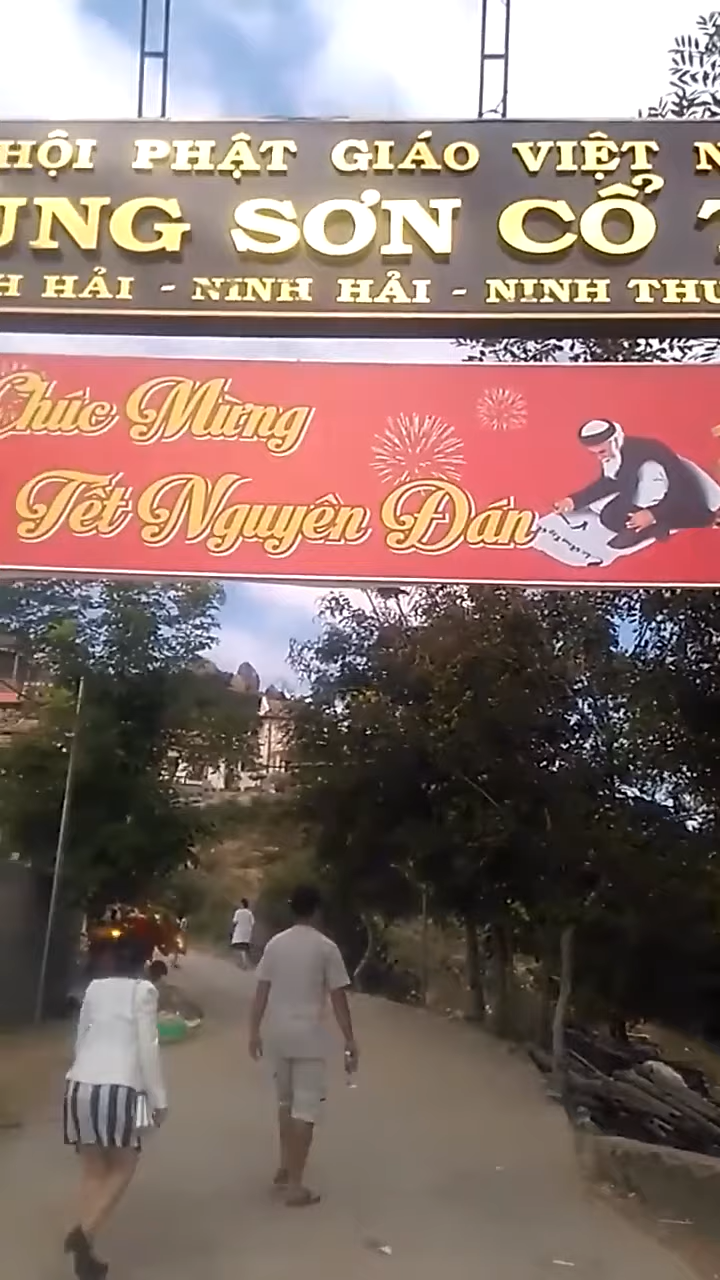 HỘI PHẬT GIÁO VIỆT N
UNG SƠN CỔ T
H HẢI - NINH HẢI - NINH THU
Chúc Mừng
Tết Nguyên Đán